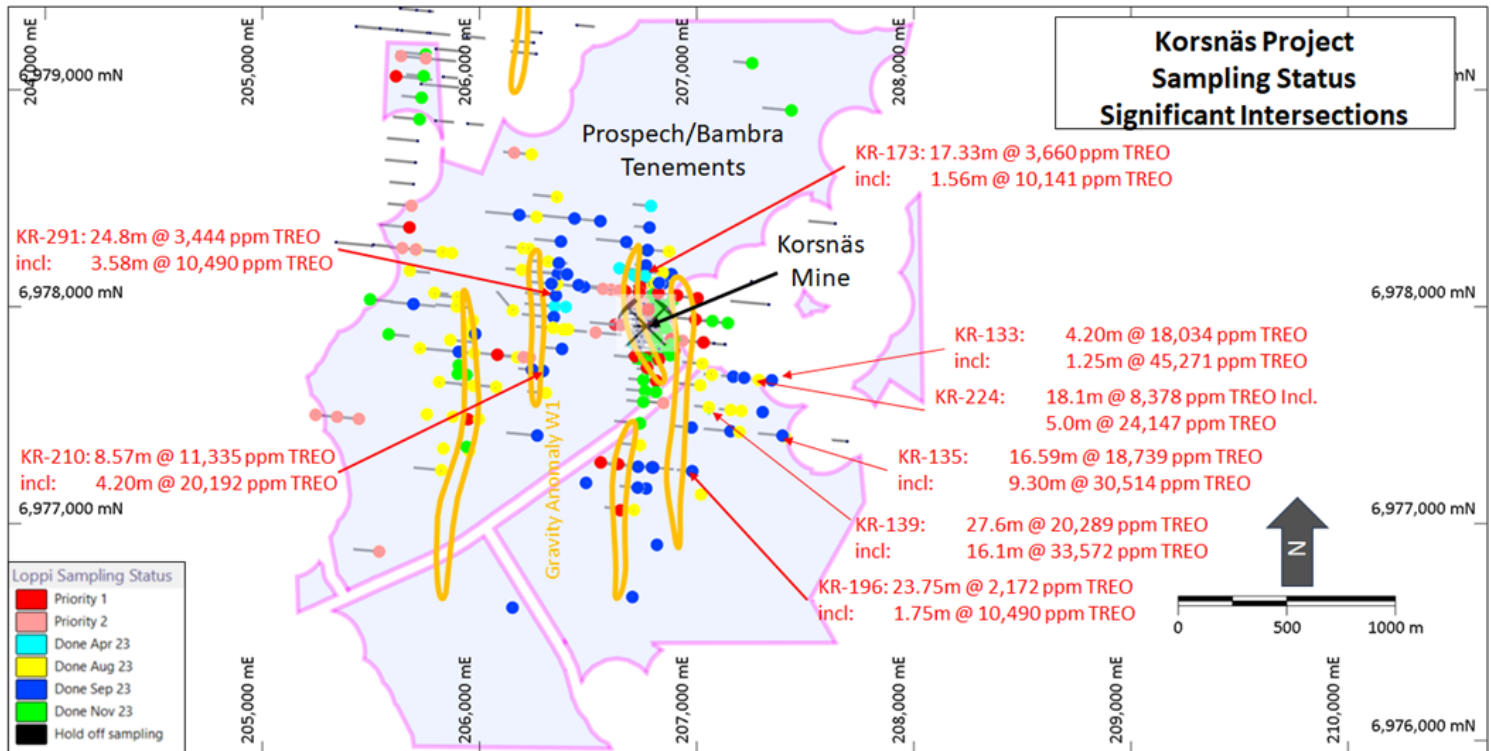 204,000 mE
205,000 mE
206,000 mE
207,000 mE
208,000 mE
6,979,000 mN
mN
Korsnäs Project
Sampling Status
Significant Intersections
Prospech/Bambra
Tenements
KR-173: 17.33m @ 3,660 ppm TREO
incl: 1.56m @ 10,141 ppm TREO
KR-291: 24.8m @ 3,444 ppm TREO
incl: 3.58m @ 10,490 ppm TREO
Korsnäs
Mine
6,978,000 mN
6,978,000 mN
KR-133: 4.20m @ 18,034 ppm TREO
incl: 1.25m @ 45,271 ppm TREO
KR-224: 18.1m @ 8,378 ppm TREO Incl.
5.0m @ 24,147 ppm TREO
Gravity Anomaly W1
KR-210: 8.57m @ 11,335 ppm TREO
incl: 4.20m @ 20,192 ppm TREO
KR-135: 16.59m @ 18,739 ppm TREO
incl: 9.30m @ 30,514 ppm TREO
6,977,000 mN
6,977,000 mN
KR-139: 27.6m @ 20,289 ppm TREO
incl: 16.1m @ 33,572 ppm TREO
N
KR-196: 23.75m @ 2,172 ppm TREO
incl: 1.75m @ 10,490 ppm TREO
0 500 1000 m
Loppi Sampling Status
Priority 1
Priority 2
Done Apr 23
Done Aug 23
Done Sep 23
Done Nov 23
Hold off sampling
205,000 mE
206,000 mE
207,000 mE
208,000 mE
209,000 mE
210,000 mE
6,976,000 mN